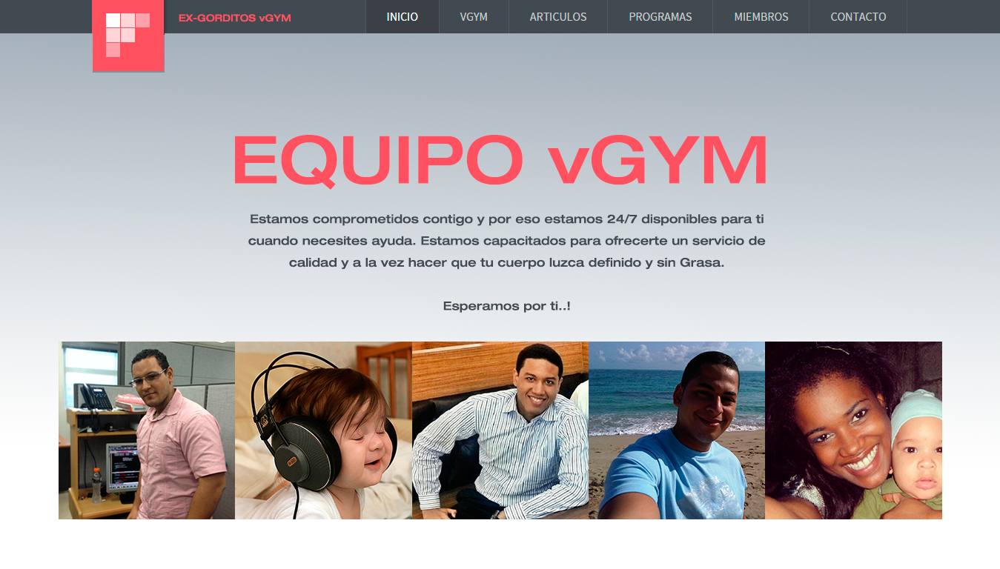 EX-GORDITOS vGYM
INICIO
VGYM
ARTICULOS
PROGRAMAS
MIEMBROS
CONTACTO
EQUIPO vGYM
Estamos comprometidos contigo y por eso estamos 24/7 disponibles para ti
cuando necesites ayuda. Estamos capacitados para ofrecerte un servicio de
calidad y a la vez hacer que tu cuerpo luzca definido y sin Grasa.
Esperamos por ti..!